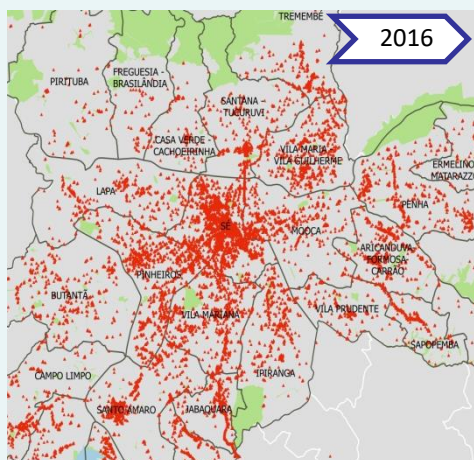 TREMEMBÉ
2016
PIRITUBA
FREGUESIA -
BRASILÂNDIA
SANTANA –
TUCURUVI
CASA VERDE –
CACHOEIRINHA
VILA MARIA -
VILA GUILHERME
ERMELINO
MATARAZZO
LAPA
PENHA
SÉ
MOOCA
ARICANDUVA-
FORMOSA-
CARRÃO
PINHEIROS
BUTANTÃ
VILA MARIANA
VILA PRUDENTE
SAPOPEMBA
CAMPO LIMPO
IPIRANGA
SANTO AMARO
JABAQUARA